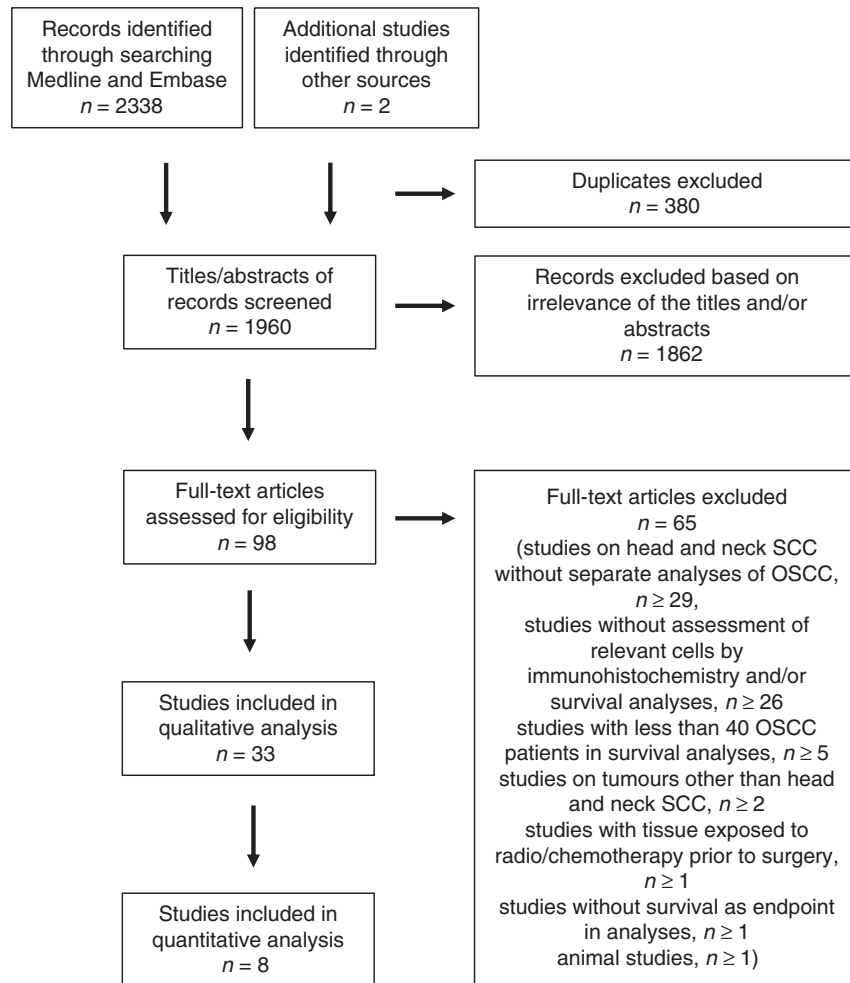 Records identified
through searching
Medline and Embase
n = 2338
Additional studies
identified through
other sources
n = 2
Duplicates excluded
n = 380
Titles/abstracts of
records screened
n = 1960
Records excluded based on
irrelevance of the titles and/or
abstracts
n = 1862
Full-text articles
assessed for eligibility
n = 98
Full-text articles excluded
n = 65
(studies on head and neck SCC
without separate analyses of OSCC,
n ≥ 29,
studies without assessment of
relevant cells by
immunohistochemistry and/or
survival analyses, n ≥ 26
studies with less than 40 OSCC
patients in survival analyses, n ≥ 5
studies on tumours other than head
and neck SCC, n ≥ 2
studies with tissue exposed to
radio/chemotherapy prior to surgery,
n ≥ 1
studies without survival as endpoint
in analyses, n ≥ 1
animal studies, n ≥ 1)
Studies included in
qualitative analysis
n = 33
Studies included in
quantitative analysis
n = 8